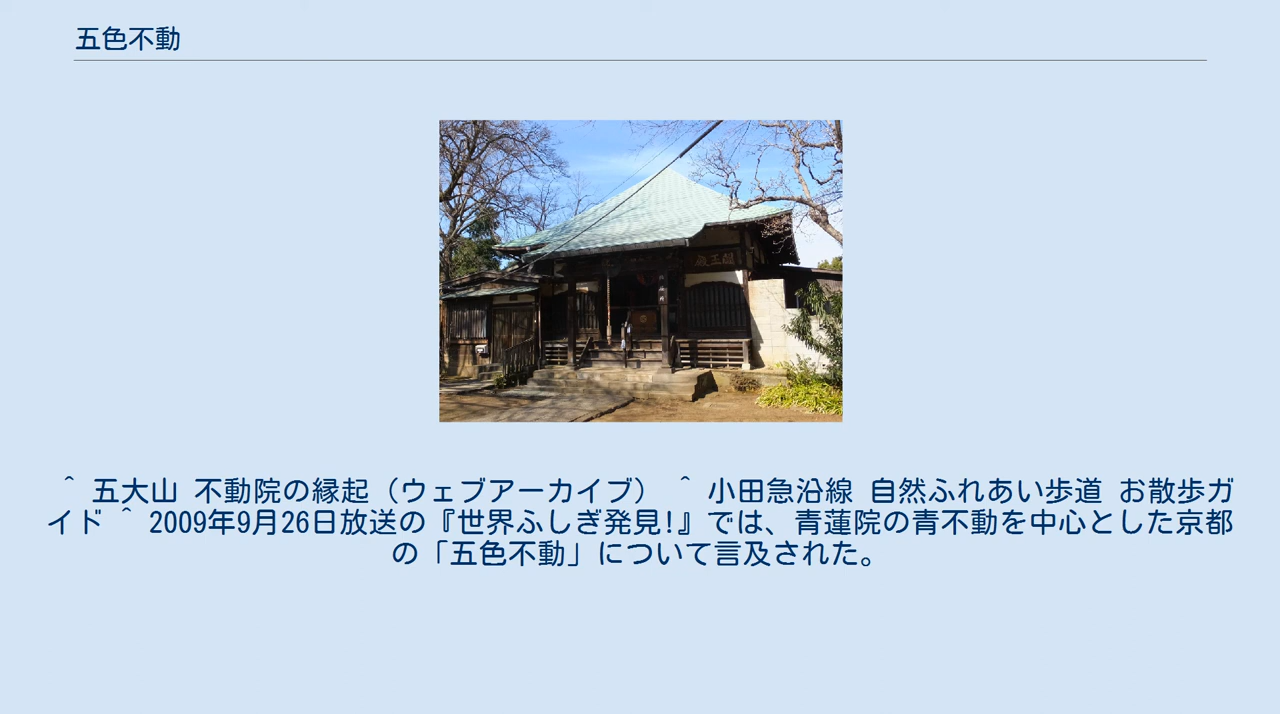 五色不動
^ 五大山 不動院の縁起（ウェブアーカイブ） ^ 小田急沿線 自然ふれあい歩道 お散歩ガ
イド ^ 2009年9月26日放送の『世界ふしぎ発見!』では、青蓮院の青不動を中心とした京都
の「五色不動」について言及された。